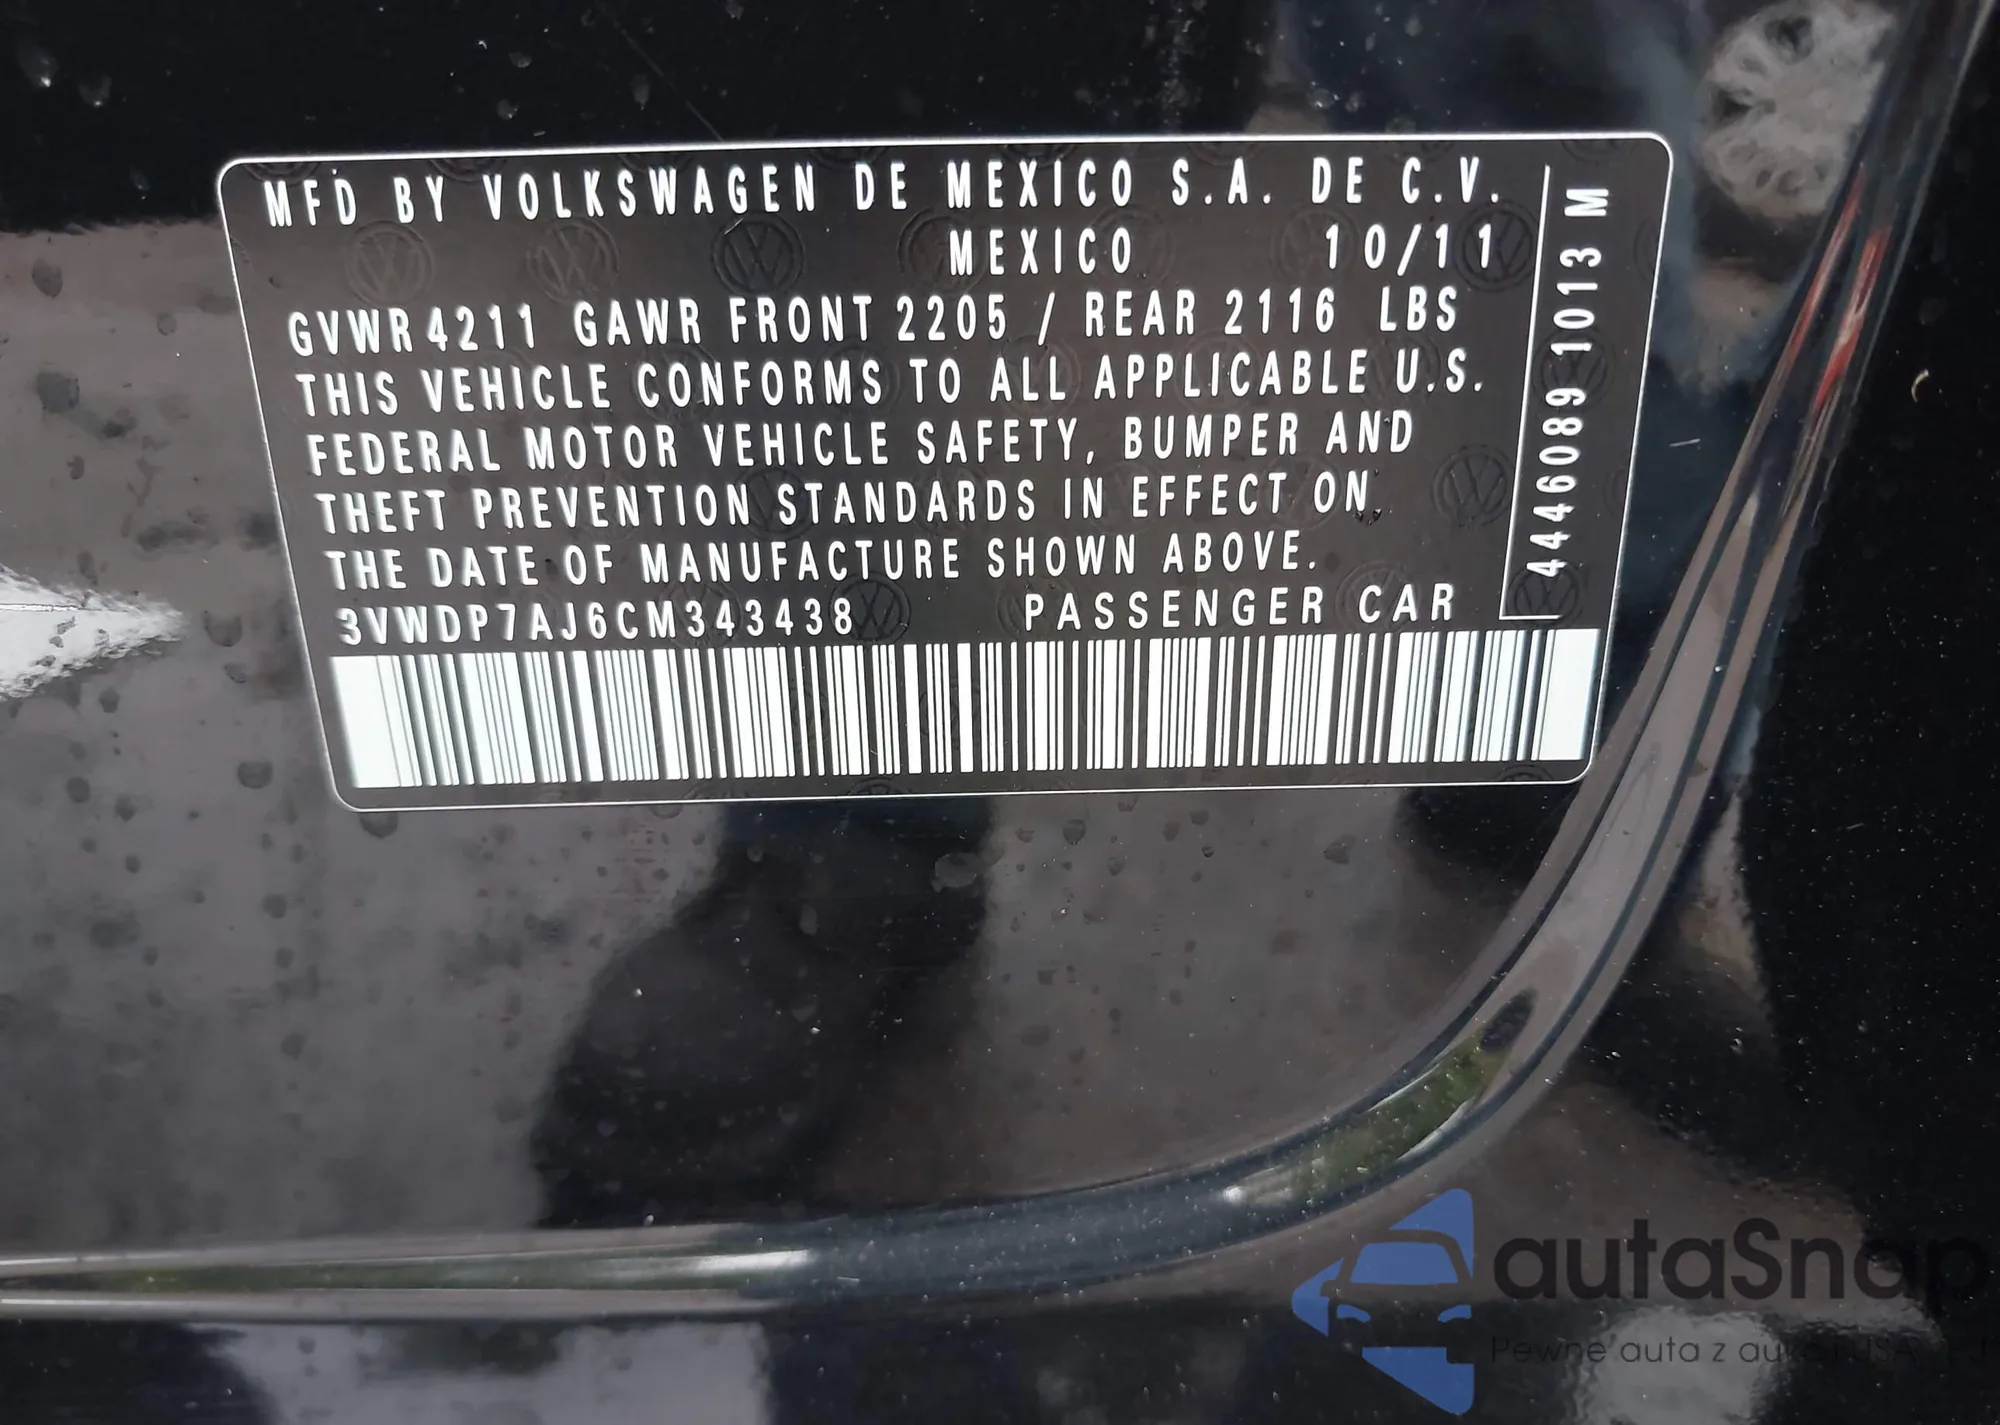 MFD BY VOLKSWAGEN DE MEXICO S.A. DE C.V.
MEXICO 10/11
GVWR 4211 GAWR FRONT 2205 / REAR 2116 LBS
THIS VEHICLE CONFORMS TO ALL APPLICABLE U.S.
FEDERAL MOTOR VEHICLE SAFETY, BUMPER AND
THEFT PREVENTION STANDARDS IN EFFECT ON
THE DATE OF MANUFACTURE SHOWN ABOVE.
3VWDP7AJ6CM343438 PASSENGER CAR
4446089 1013 M
autaSnap
Pewne auta z